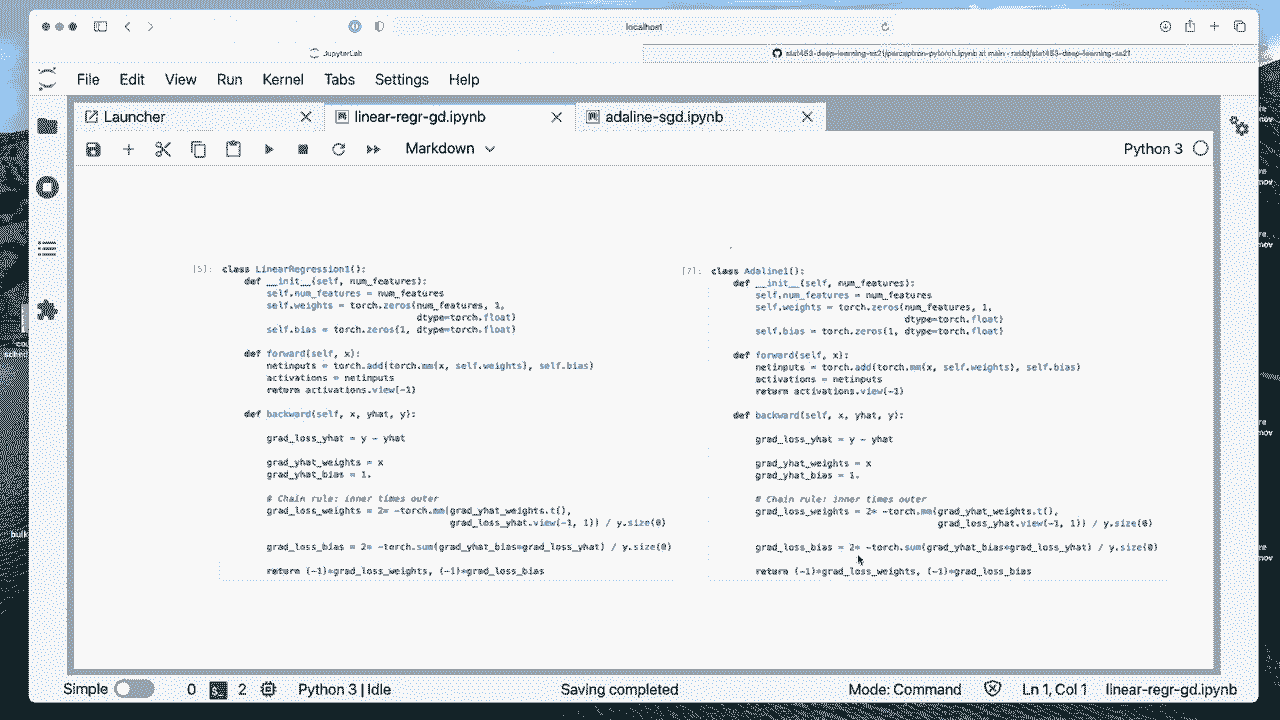 localhost
JupyterLab
stat453-deep-learning-ss21/perceptron-pytorch.ipynb at main · rasbt/stat453-deep-learning-ss21
File Edit View Run Kernel Tabs Settings Help
Launcher
linear-regr-gd.ipynb
adaline-sgd.ipynb
Markdown
Python 3
[5]: class LinearRegression1():
def __init__(self, num_features):
self.num_features = num_features
self.weights = torch.zeros(num_features, 1,
dtype=torch.float)
self.bias = torch.zeros(1, dtype=torch.float)
def forward(self, x):
netinputs = torch.add(torch.mm(x, self.weights), self.bias)
activations = netinputs
return activations.view(-1)
def backward(self, x, yhat, y):
grad_loss_yhat = y - yhat
grad_yhat_weights = x
grad_yhat_bias = 1.
# Chain rule: inner times outer
grad_loss_weights = 2* -torch.mm(grad_yhat_weights.t(),
grad_loss_yhat.view(-1, 1)) / y.size(0)
grad_loss_bias = 2* -torch.sum(grad_yhat_bias*grad_loss_yhat) / y.size(0)
return (-1)*grad_loss_weights, (-1)*grad_loss_bias
[7]: class Adaline1():
def __init__(self, num_features):
self.num_features = num_features
self.weights = torch.zeros(num_features, 1,
dtype=torch.float)
self.bias = torch.zeros(1, dtype=torch.float)
def forward(self, x):
netinputs = torch.add(torch.mm(x, self.weights), self.bias)
activations = netinputs
return activations.view(-1)
def backward(self, x, yhat, y):
grad_loss_yhat = y - yhat
grad_yhat_weights = x
grad_yhat_bias = 1.
# Chain rule: inner times outer
grad_loss_weights = 2* -torch.mm(grad_yhat_weights.t(),
grad_loss_yhat.view(-1, 1)) / y.size(0)
grad_loss_bias = 2* -torch.sum(grad_yhat_bias*grad_loss_yhat) / y.size(0)
return (-1)*grad_loss_weights, (-1)*grad_loss_bias
Simple 0 2 Python 3 | Idle Saving completed Mode: Command Ln 1, Col 1 linear-regr-gd.ipynb